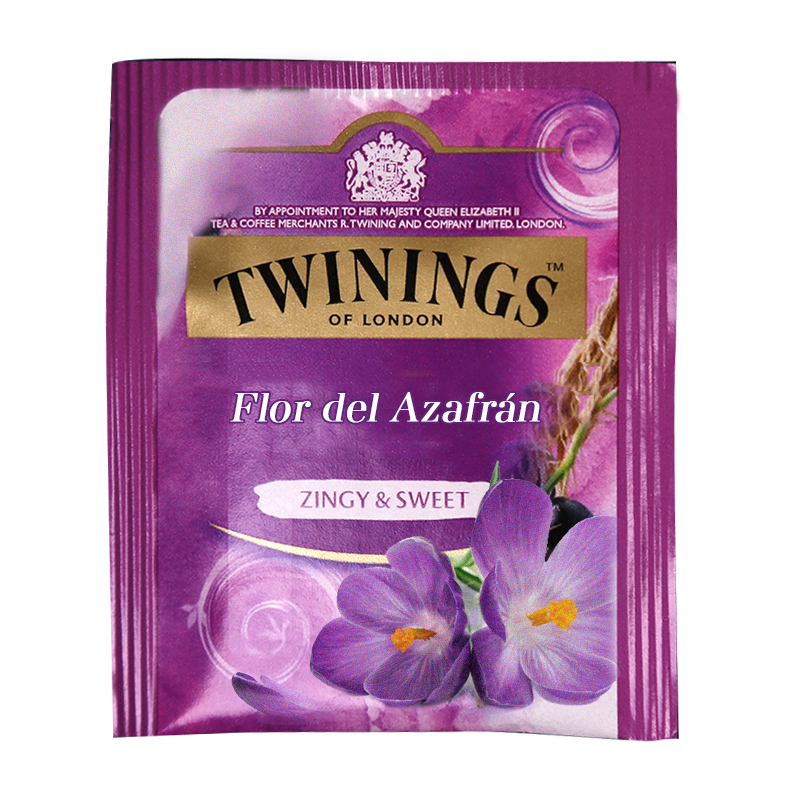 BY APPOINTMENT TO HER MAJESTY QUEEN ELIZABETH II
TEA & COFFEE MERCHANTS R. TWINING AND COMPANY LIMITED. LONDON.
TWININGS™
OF LONDON
Flor del Azafrán
ZINGY & SWEET